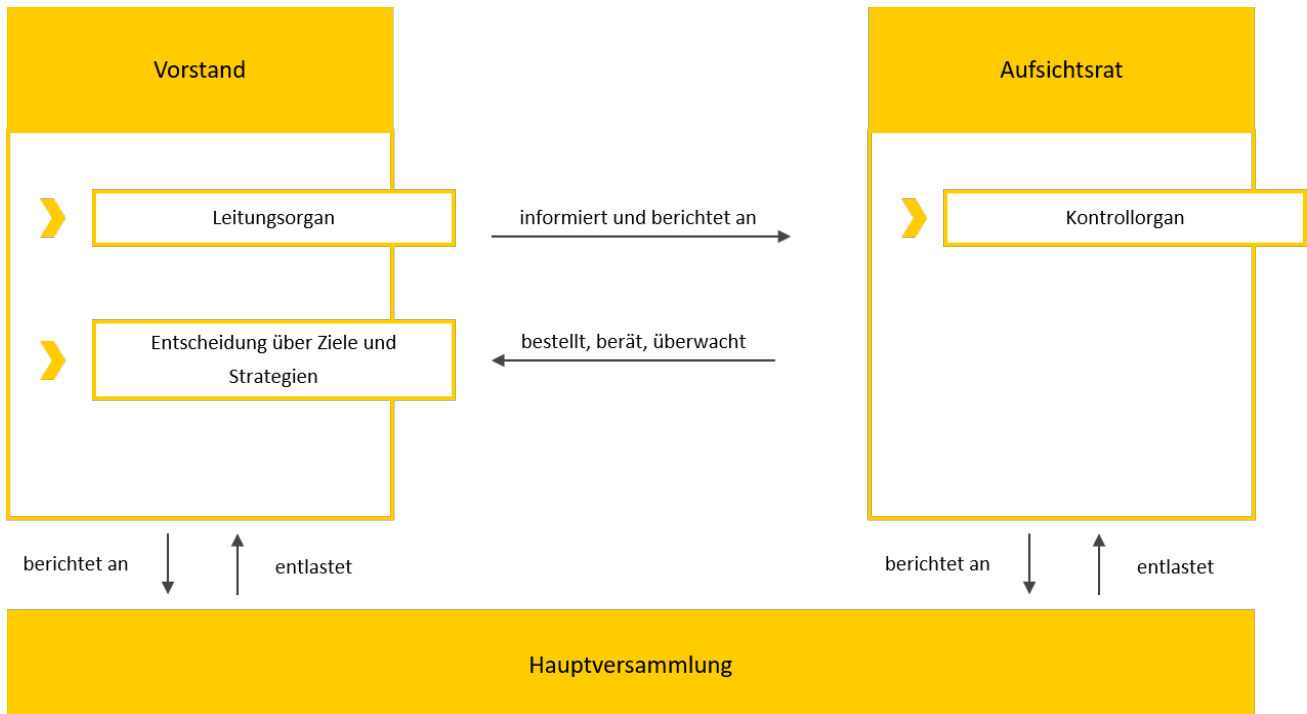 Vorstand
Aufsichtsrat
Leitungsorgan
informiert und berichtet an
Kontrollorgan
Entscheidung über Ziele und
Strategien
bestellt, berät, überwacht
berichtet an
entlastet
berichtet an
entlastet
Hauptversammlung